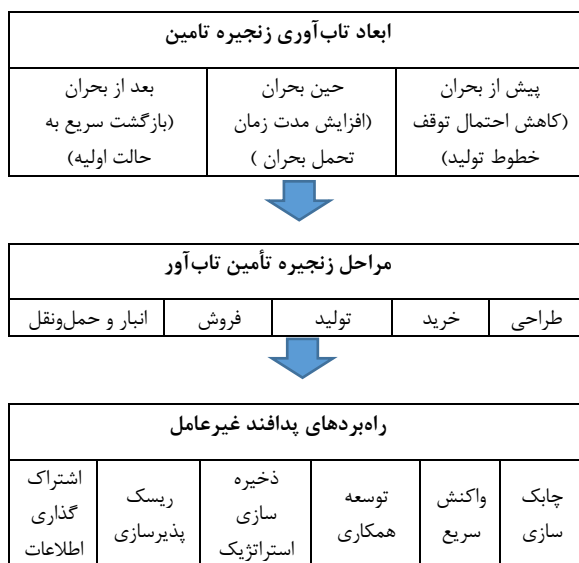 ابعاد تاب‌آوری زنجیره تامین
پیش از بحران
(کاهش احتمال توقف
خطوط تولید)
حین بحران
(افزایش مدت زمان
تحمل بحران )
بعد از بحران
(بازگشت سریع به
حالت اولیه)
مراحل زنجیره تأمین تاب‌آور
طراحی
خرید
تولید
فروش
انبار و حمل‌ونقل
راه‌بردهای پدافند غیرعامل
چابک
سازی
واکنش
سریع
توسعه
همکاری
ذخیره
سازی
استراتژیک
ریسک
پذیرسازی
اشتراک
گذاری
اطلاعات